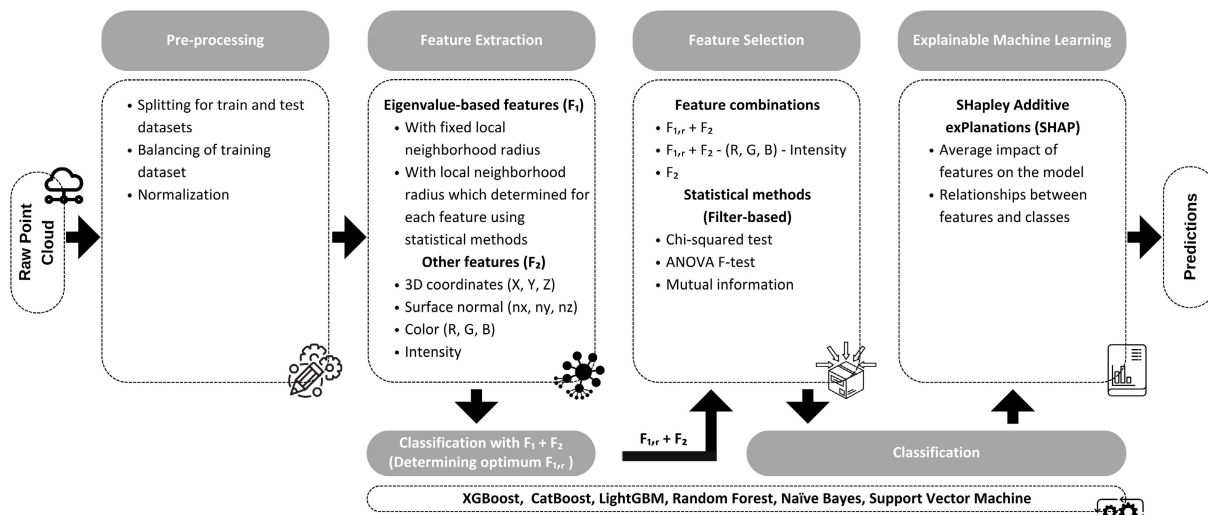 Pre-processing
Feature Extraction
Feature Selection
Explainable Machine Learning
Raw Point
Cloud
• Splitting for train and test
datasets
• Balancing of training
dataset
• Normalization
Eigenvalue-based features (F₁)
• With fixed local
neighborhood radius
• With local neighborhood
radius which determined for
each feature using
statistical methods
Other features (F₂)
• 3D coordinates (X, Y, Z)
• Surface normal (nx, ny, nz)
• Color (R, G, B)
• Intensity
Feature combinations
• F₁,ᵣ + F₂
• F₁,ᵣ + F₂ - (R, G, B) - Intensity
• F₂
Statistical methods
(Filter-based)
• Chi-squared test
• ANOVA F-test
• Mutual information
SHapley Additive
exPlanations (SHAP)
• Average impact of
features on the model
• Relationships between
features and classes
Predictions
Classification with F₁ + F₂
(Determining optimum F₁,ᵣ )
F₁,ᵣ + F₂
Classification
XGBoost, CatBoost, LightGBM, Random Forest, Naïve Bayes, Support Vector Machine